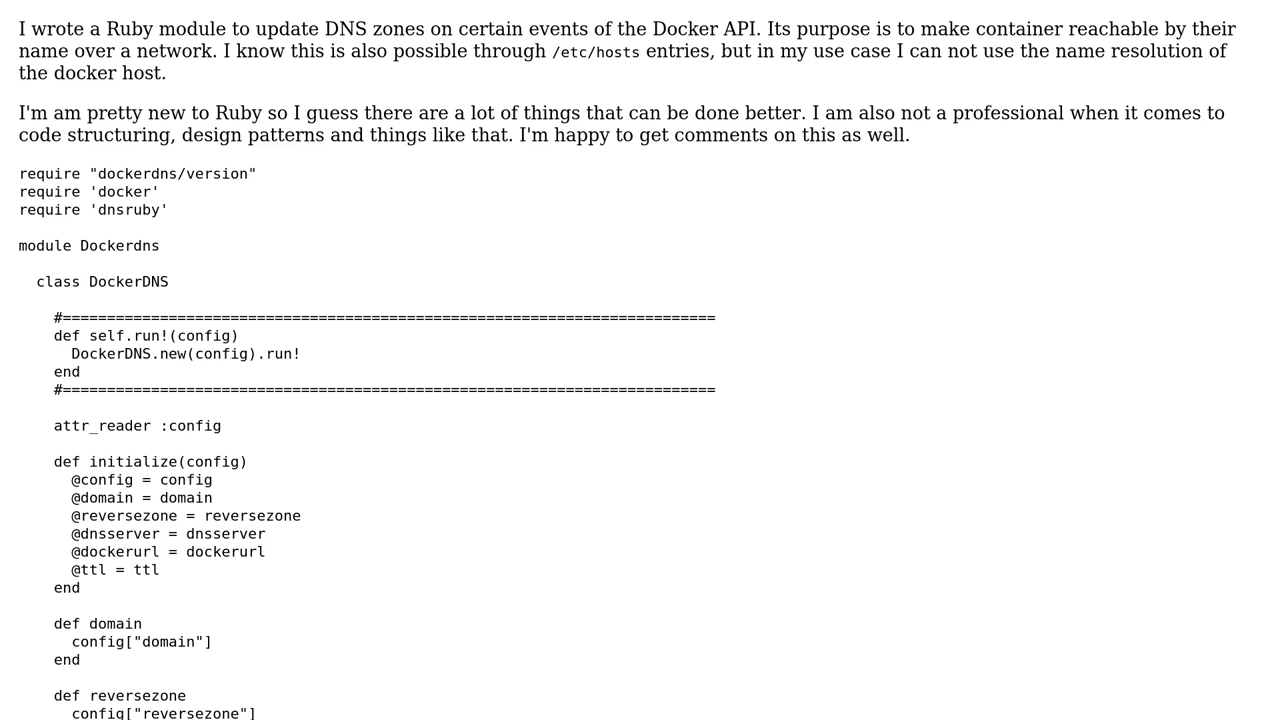 I wrote a Ruby module to update DNS zones on certain events of the Docker API. Its purpose is to make container reachable by their
name over a network. I know this is also possible through /etc/hosts entries, but in my use case I can not use the name resolution of
the docker host.
I'm am pretty new to Ruby so I guess there are a lot of things that can be done better. I am also not a professional when it comes to
code structuring, design patterns and things like that. I'm happy to get comments on this as well.
require "dockerdns/version"
require 'docker'
require 'dnsruby'
module Dockerdns
  class DockerDNS
    #==========================================================================
    def self.run!(config)
      DockerDNS.new(config).run!
    end
    #==========================================================================
    attr_reader :config
    def initialize(config)
      @config = config
      @domain = domain
      @reversezone = reversezone
      @dnsserver = dnsserver
      @dockerurl = dockerurl
      @ttl = ttl
    end
    def domain
      config["domain"]
    end
    def reversezone
      config["reversezone"]